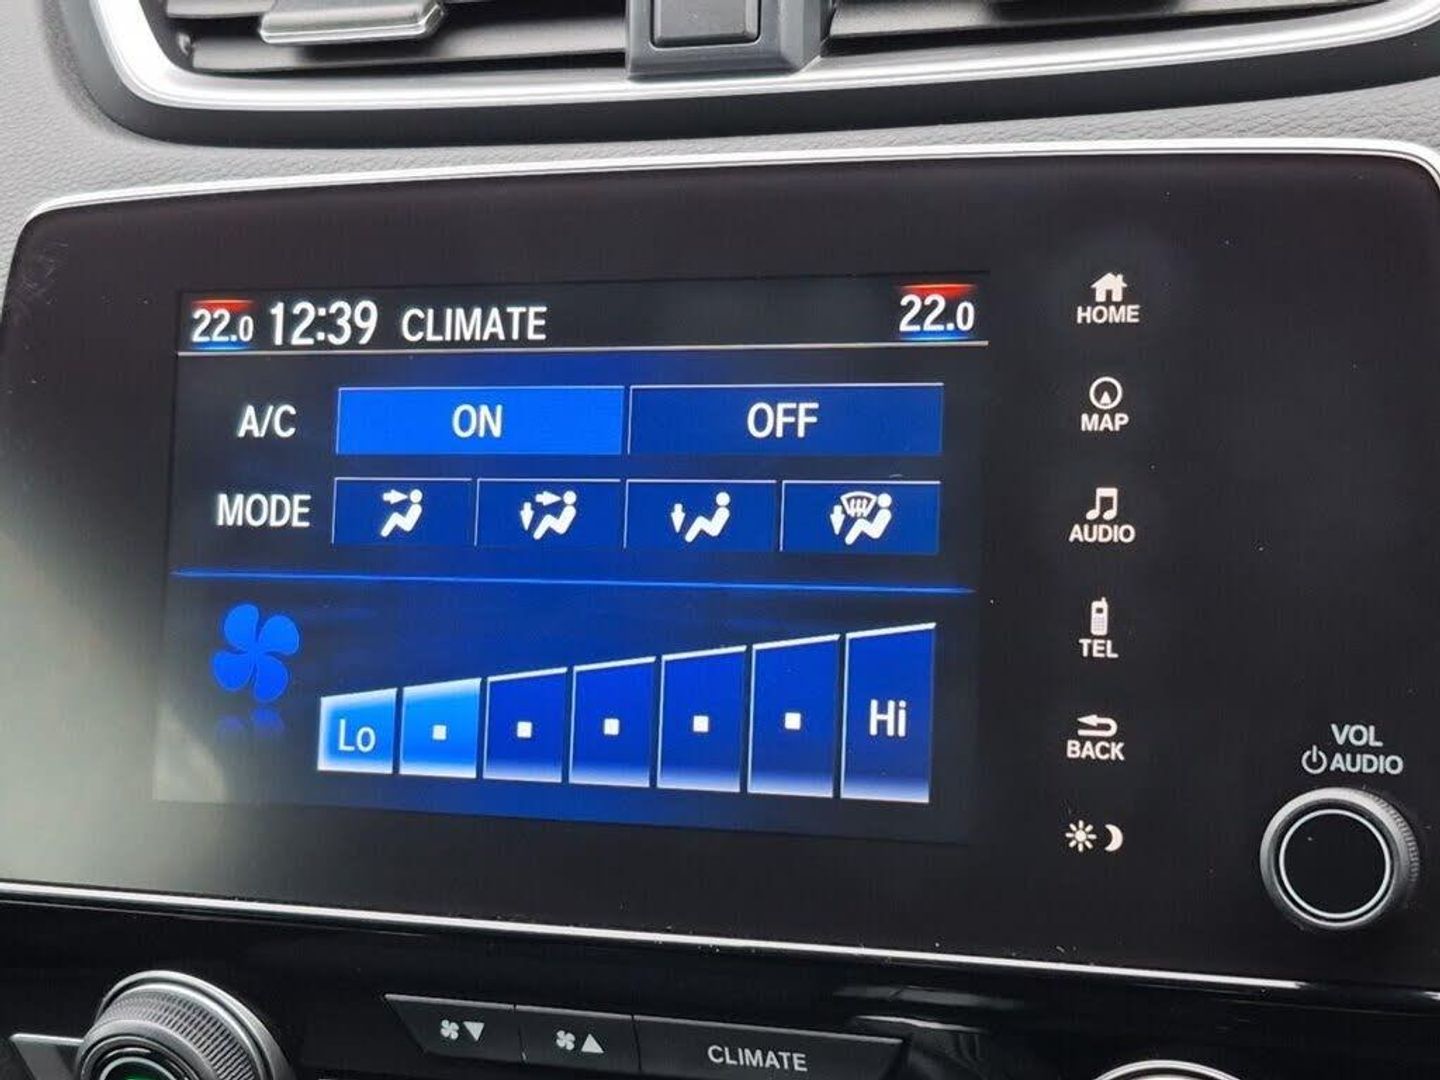 22.0 12:39 CLIMATE 22.0
A/C ON OFF
MODE
Lo Hi
HOME
MAP
AUDIO
TEL
BACK
VOL
AUDIO
CLIMATE